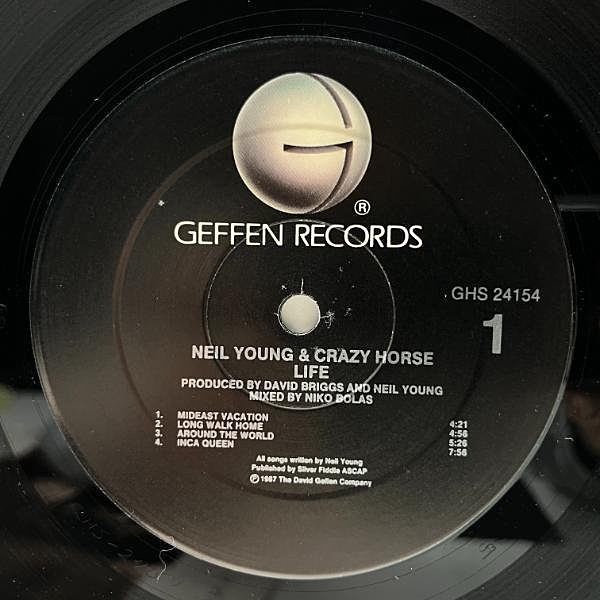 G
®
GEFFEN RECORDS
GHS 24154
1
NEIL YOUNG & CRAZY HORSE
LIFE
PRODUCED BY DAVID BRIGGS AND NEIL YOUNG
MIXED BY NIKO BOLAS
1. MIDEAST VACATION 4:21
2. LONG WALK HOME 4:56
3. AROUND THE WORLD 5:26
4. INCA QUEEN 7:56
All songs written by Neil Young
Published by Silver Fiddle ASCAP
℗ 1987 The David Geffen Company